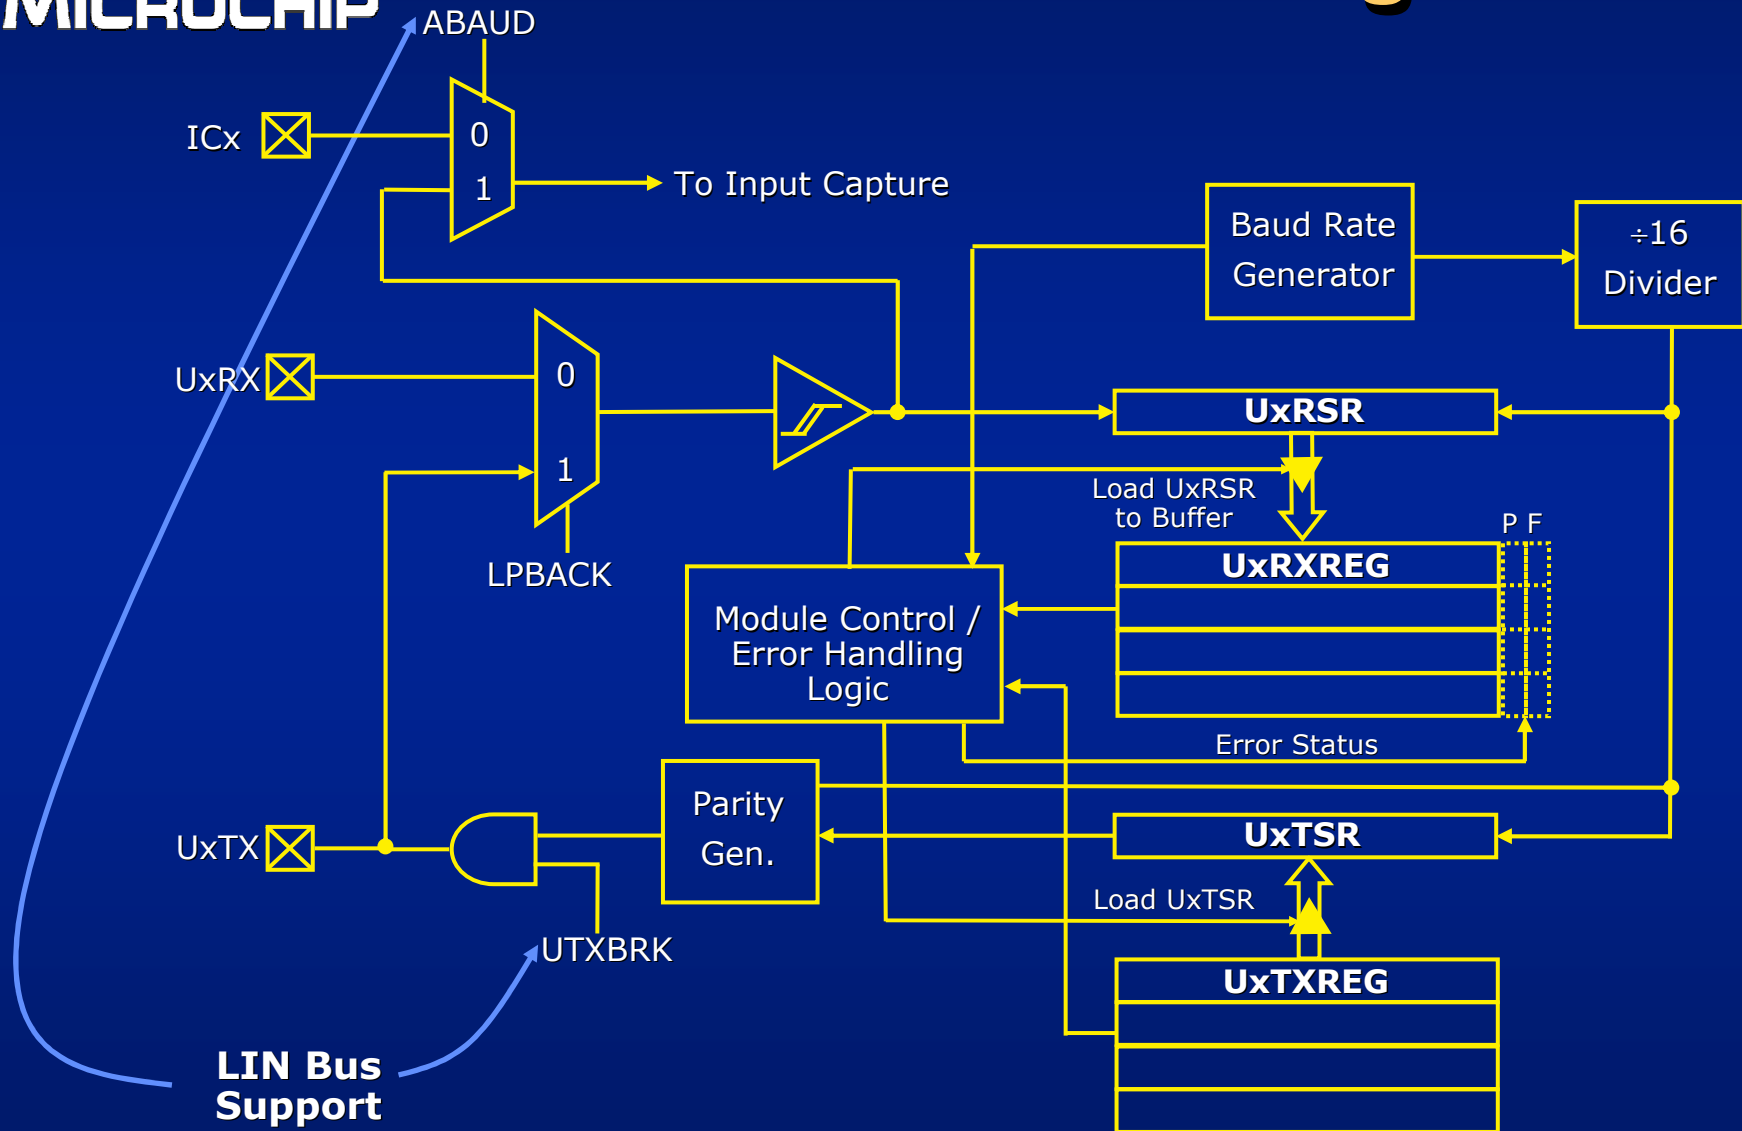 MICROCHIP
ABAUD
ICx
0
1
To Input Capture
Baud Rate
Generator
÷16
Divider
UxRX
0
1
LPBACK
UxRSR
Load UxRSR
to Buffer
P F
UxRXREG
Module Control /
Error Handling
Logic
Error Status
Parity
Gen.
UxTX
UxTSR
Load UxTSR
UTXBRK
UxTXREG
LIN Bus
Support